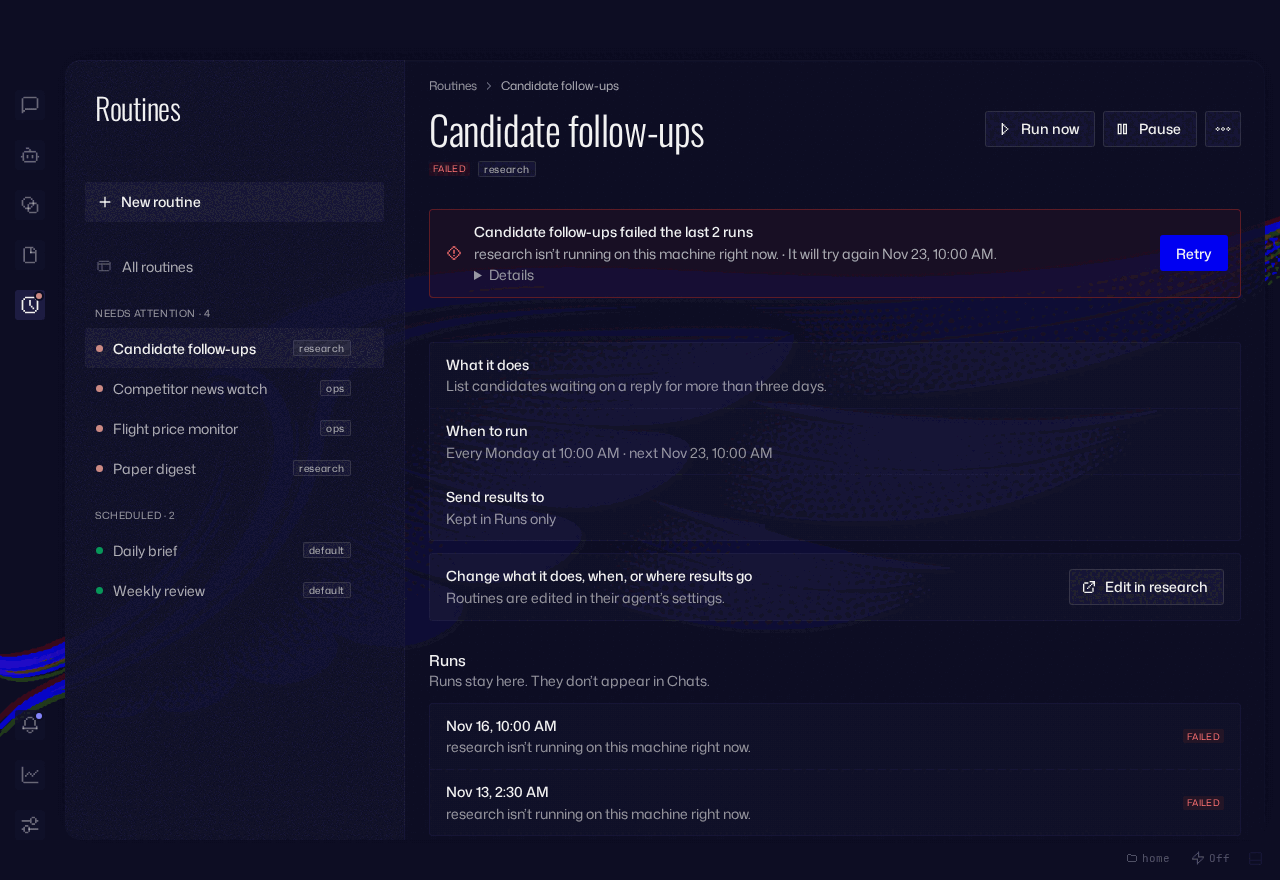 Routines
New routine
All routines
NEEDS ATTENTION · 4
Candidate follow-ups research
Competitor news watch ops
Flight price monitor ops
Paper digest research
SCHEDULED · 2
Daily brief default
Weekly review default
Routines > Candidate follow-ups
Candidate follow-ups
Run now
Pause
FAILED research
Candidate follow-ups failed the last 2 runs
research isn't running on this machine right now. · It will try again Nov 23, 10:00 AM.
Details
Retry
What it does
List candidates waiting on a reply for more than three days.
When to run
Every Monday at 10:00 AM · next Nov 23, 10:00 AM
Send results to
Kept in Runs only
Change what it does, when, or where results go
Routines are edited in their agent's settings.
Edit in research
Runs
Runs stay here. They don't appear in Chats.
Nov 16, 10:00 AM
research isn't running on this machine right now.
FAILED
Nov 13, 2:30 AM
research isn't running on this machine right now.
FAILED
home
Off